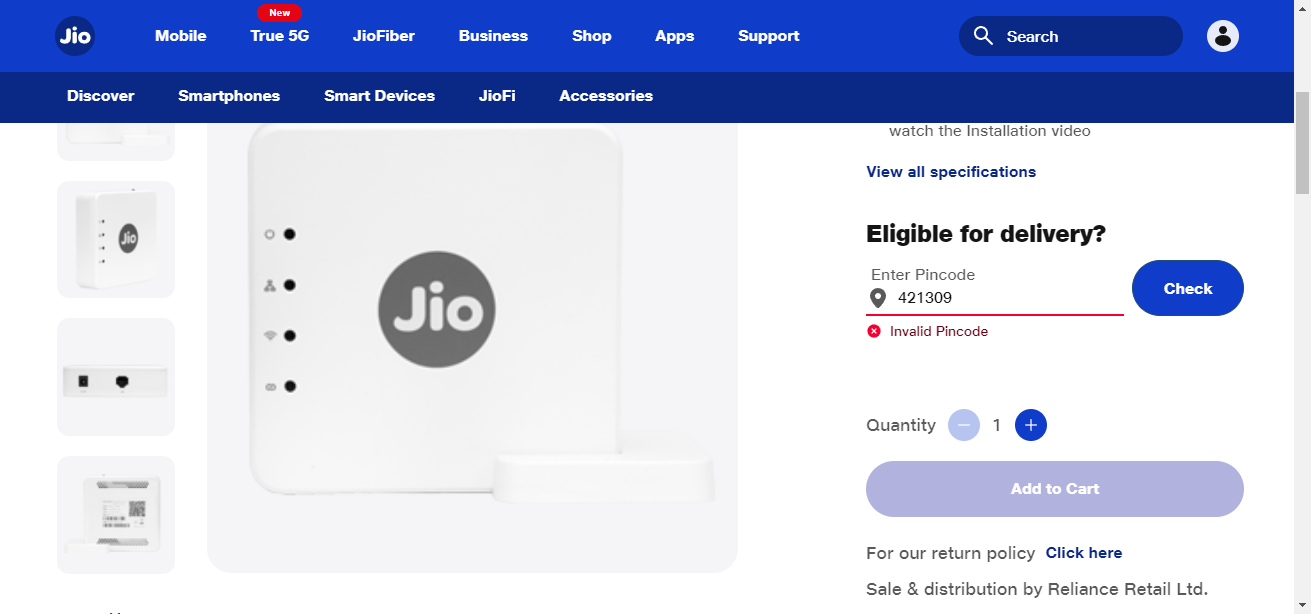 New
Jio
Mobile
True 5G
JioFiber
Business
Shop
Apps
Support
Search
Discover
Smartphones
Smart Devices
JioFi
Accessories
watch the Installation video
View all specifications
Jio
Jio
Eligible for delivery?
Enter Pincode
421309
Check
Invalid Pincode
Quantity
1
Add to Cart
For our return policy Click here
Sale & distribution by Reliance Retail Ltd.